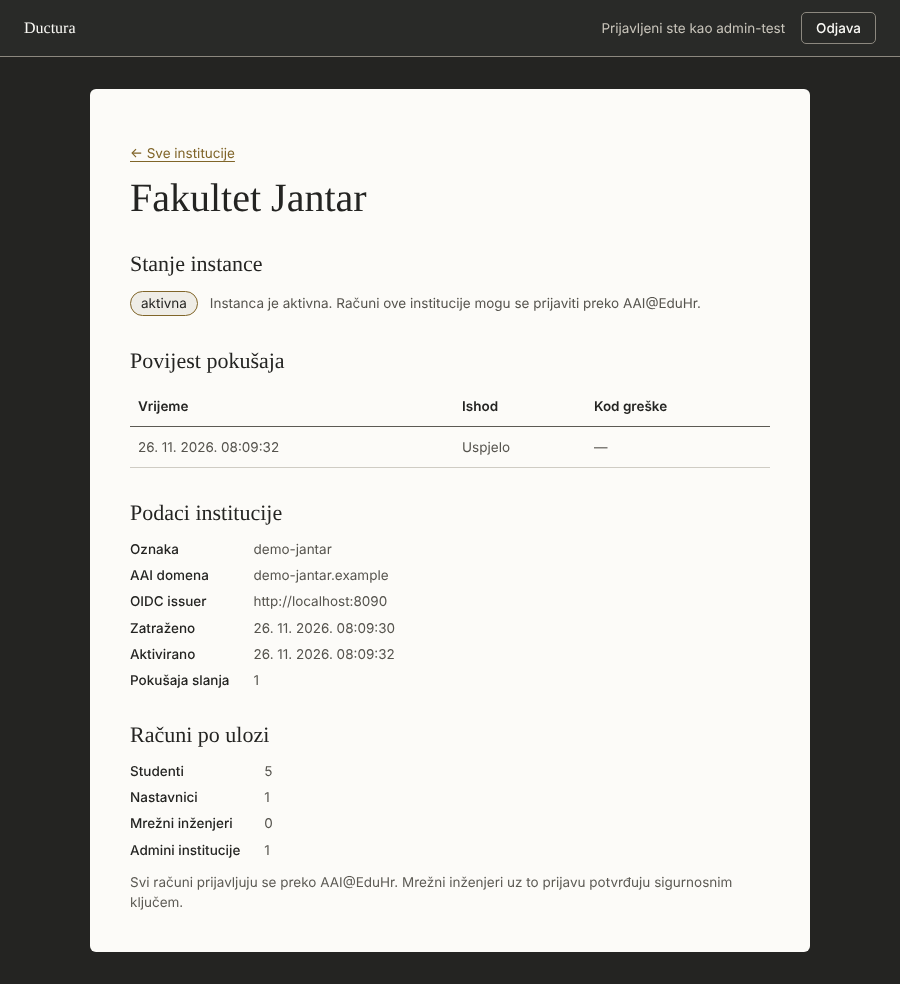 Ductura
Prijavljeni ste kao admin-test
Odjava
← Sve institucije
Fakultet Jantar
Stanje instance
aktivna Instanca je aktivna. Računi ove institucije mogu se prijaviti preko AAI@EduHr.
Povijest pokušaja
Vrijeme Ishod Kod greške
26. 11. 2026. 08:09:32 Uspjelo —
Podaci institucije
Oznaka demo-jantar
AAI domena demo-jantar.example
OIDC issuer http://localhost:8090
Zatraženo 26. 11. 2026. 08:09:30
Aktivirano 26. 11. 2026. 08:09:32
Pokušaja slanja 1
Računi po ulozi
Studenti 5
Nastavnici 1
Mrežni inženjeri 0
Admini institucije 1
Svi računi prijavljuju se preko AAI@EduHr. Mrežni inženjeri uz to prijavu potvrđuju sigurnosnim
ključem.